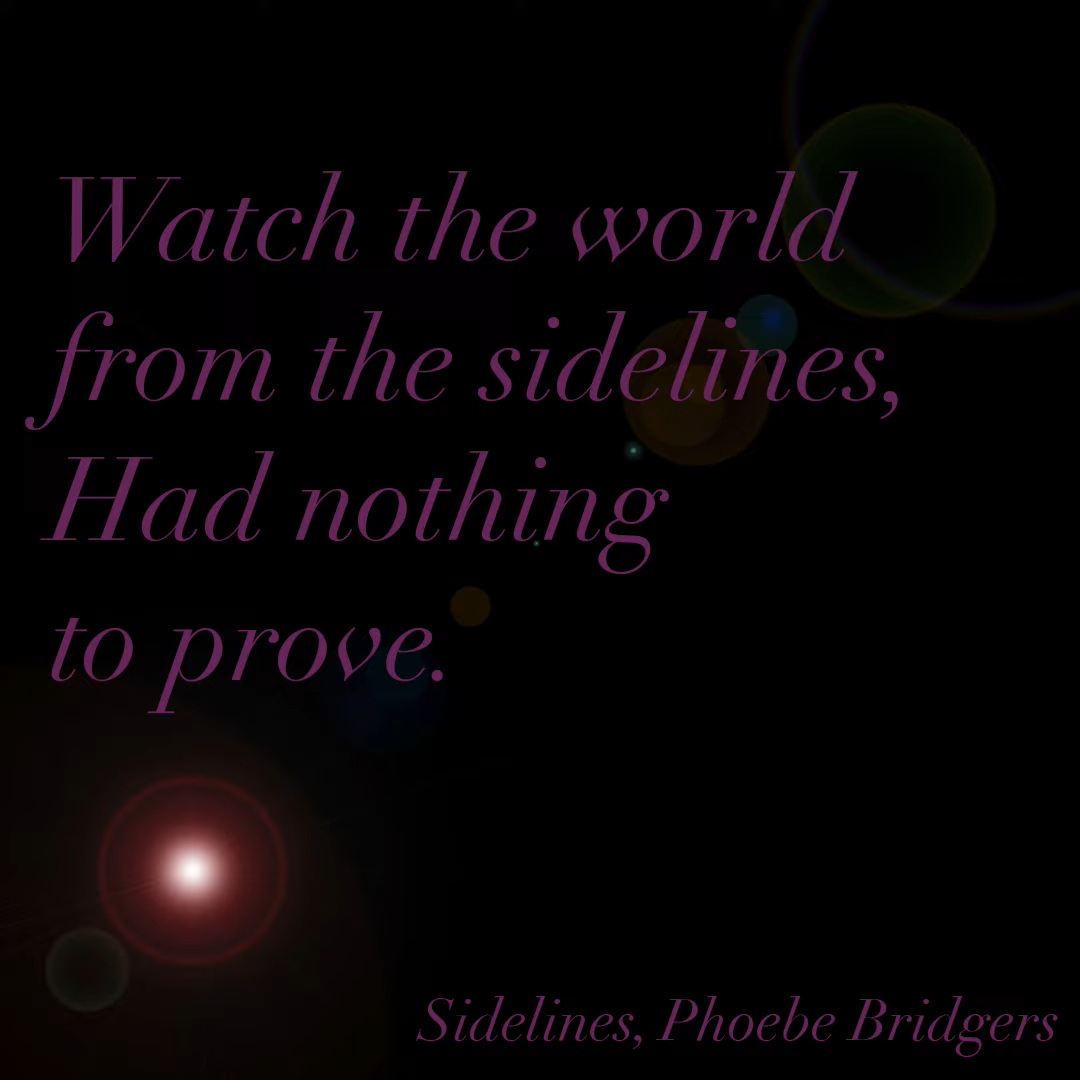 Watch the world
from the sidelines,
Had nothing
to prove.
Sidelines, Phoebe Bridgers